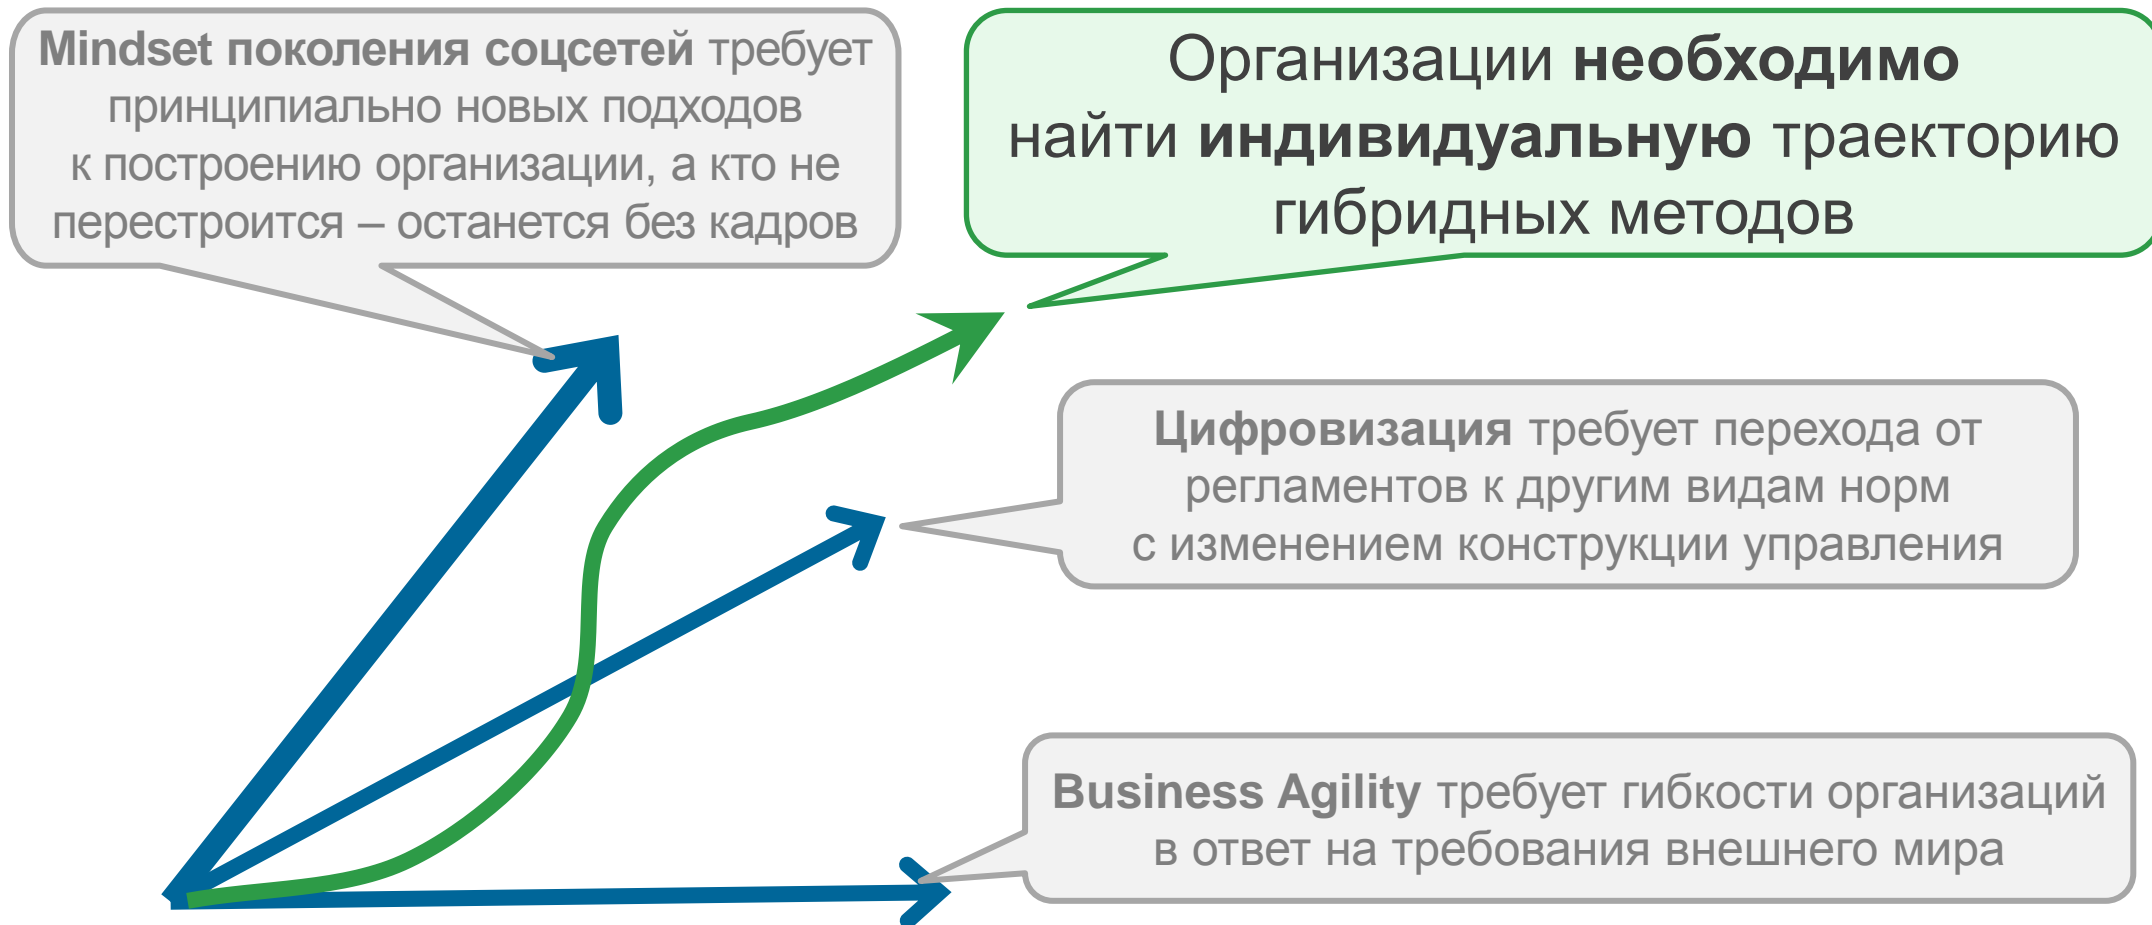 Mindset поколения соцсетей требует
принципиально новых подходов
к построению организации, а кто не
перестроится – останется без кадров
Организации необходимо
найти индивидуальную траекторию
гибридных методов
Цифровизация требует перехода от
регламентов к другим видам норм
с изменением конструкции управления
Business Agility требует гибкости организаций
в ответ на требования внешнего мира